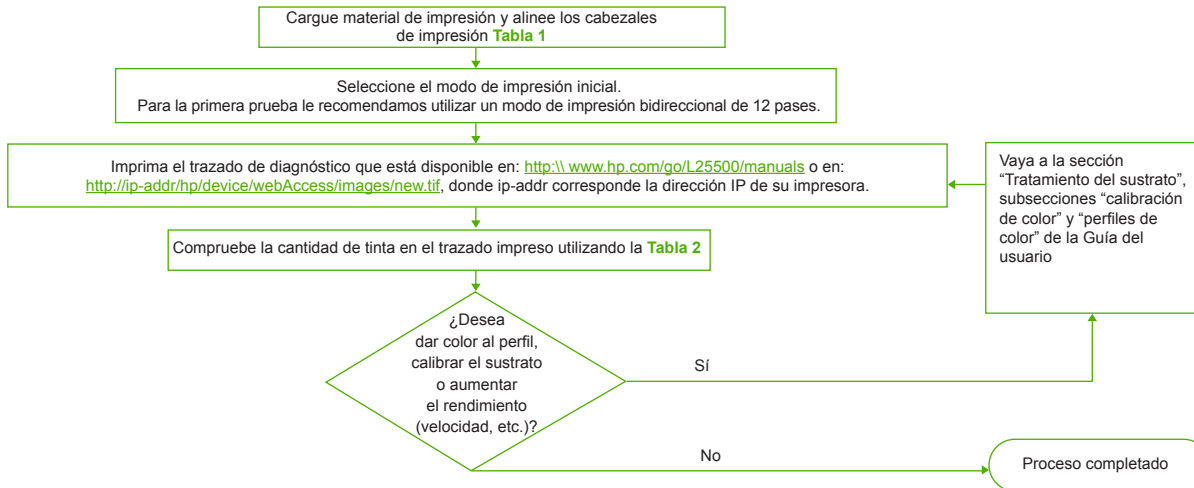 Cargue material de impresión y alinee los cabezales
de impresión Tabla 1
Seleccione el modo de impresión inicial.
Para la primera prueba le recomendamos utilizar un modo de impresión bidireccional de 12 pases.
Imprima el trazado de diagnóstico que está disponible en: http:\\ www.hp.com/go/L25500/manuals o en:
http://ip-addr/hp/device/webAccess/images/new.tif, donde ip-addr corresponde la dirección IP de su impresora.
Vaya a la sección
“Tratamiento del sustrato”,
subsecciones “calibración
de color” y “perfiles de
color” de la Guía del
usuario
Compruebe la cantidad de tinta en el trazado impreso utilizando la Tabla 2
¿Desea
dar color al perfil,
calibrar el sustrato
o aumentar
el rendimiento
(velocidad, etc.)?
Sí
No
Proceso completado